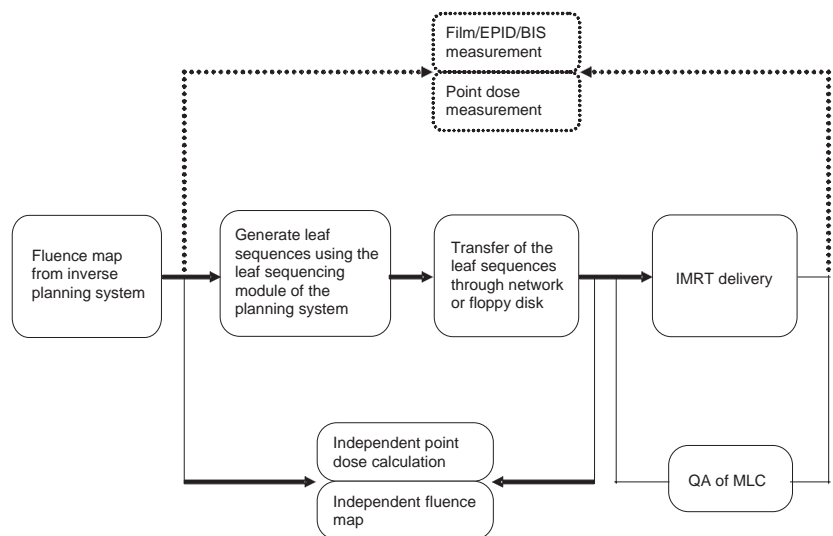 Film/EPID/BIS
measurement
Point dose
measurement
Fluence map
from inverse
planning system
Generate leaf
sequences using the
leaf sequencing
module of the
planning system
Transfer of the
leaf sequences
through network
or floppy disk
IMRT delivery
Independent point
dose calculation
Independent fluence
map
QA of MLC